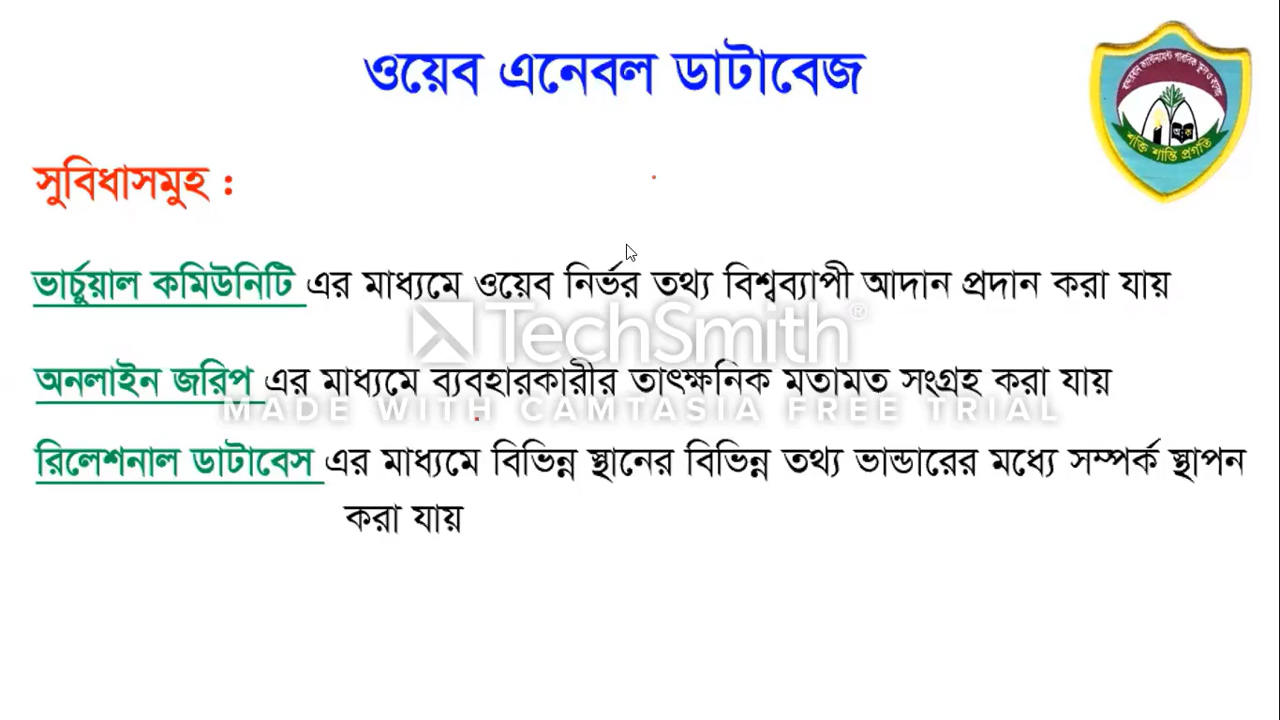 ওয়েব এনেবল ডাটাবেজ
সুবিধাসমুহ :
ভার্চুয়াল কমিউনিটি এর মাধ্যমে ওয়েব নির্ভর তথ্য বিশ্বব্যাপী আদান প্রদান করা যায়
TechSmith®
অনলাইন জরিপ এর মাধ্যমে ব্যবহারকারীর তাৎক্ষনিক মতামত সংগ্রহ করা যায়
MADE WITH CAMTASIA FREE TRIAL
রিলেশনাল ডাটাবেস এর মাধ্যমে বিভিন্ন স্থানের বিভিন্ন তথ্য ভান্ডারের মধ্যে সম্পর্ক স্থাপন
করা যায়
শক্তি শান্তি প্রগতি